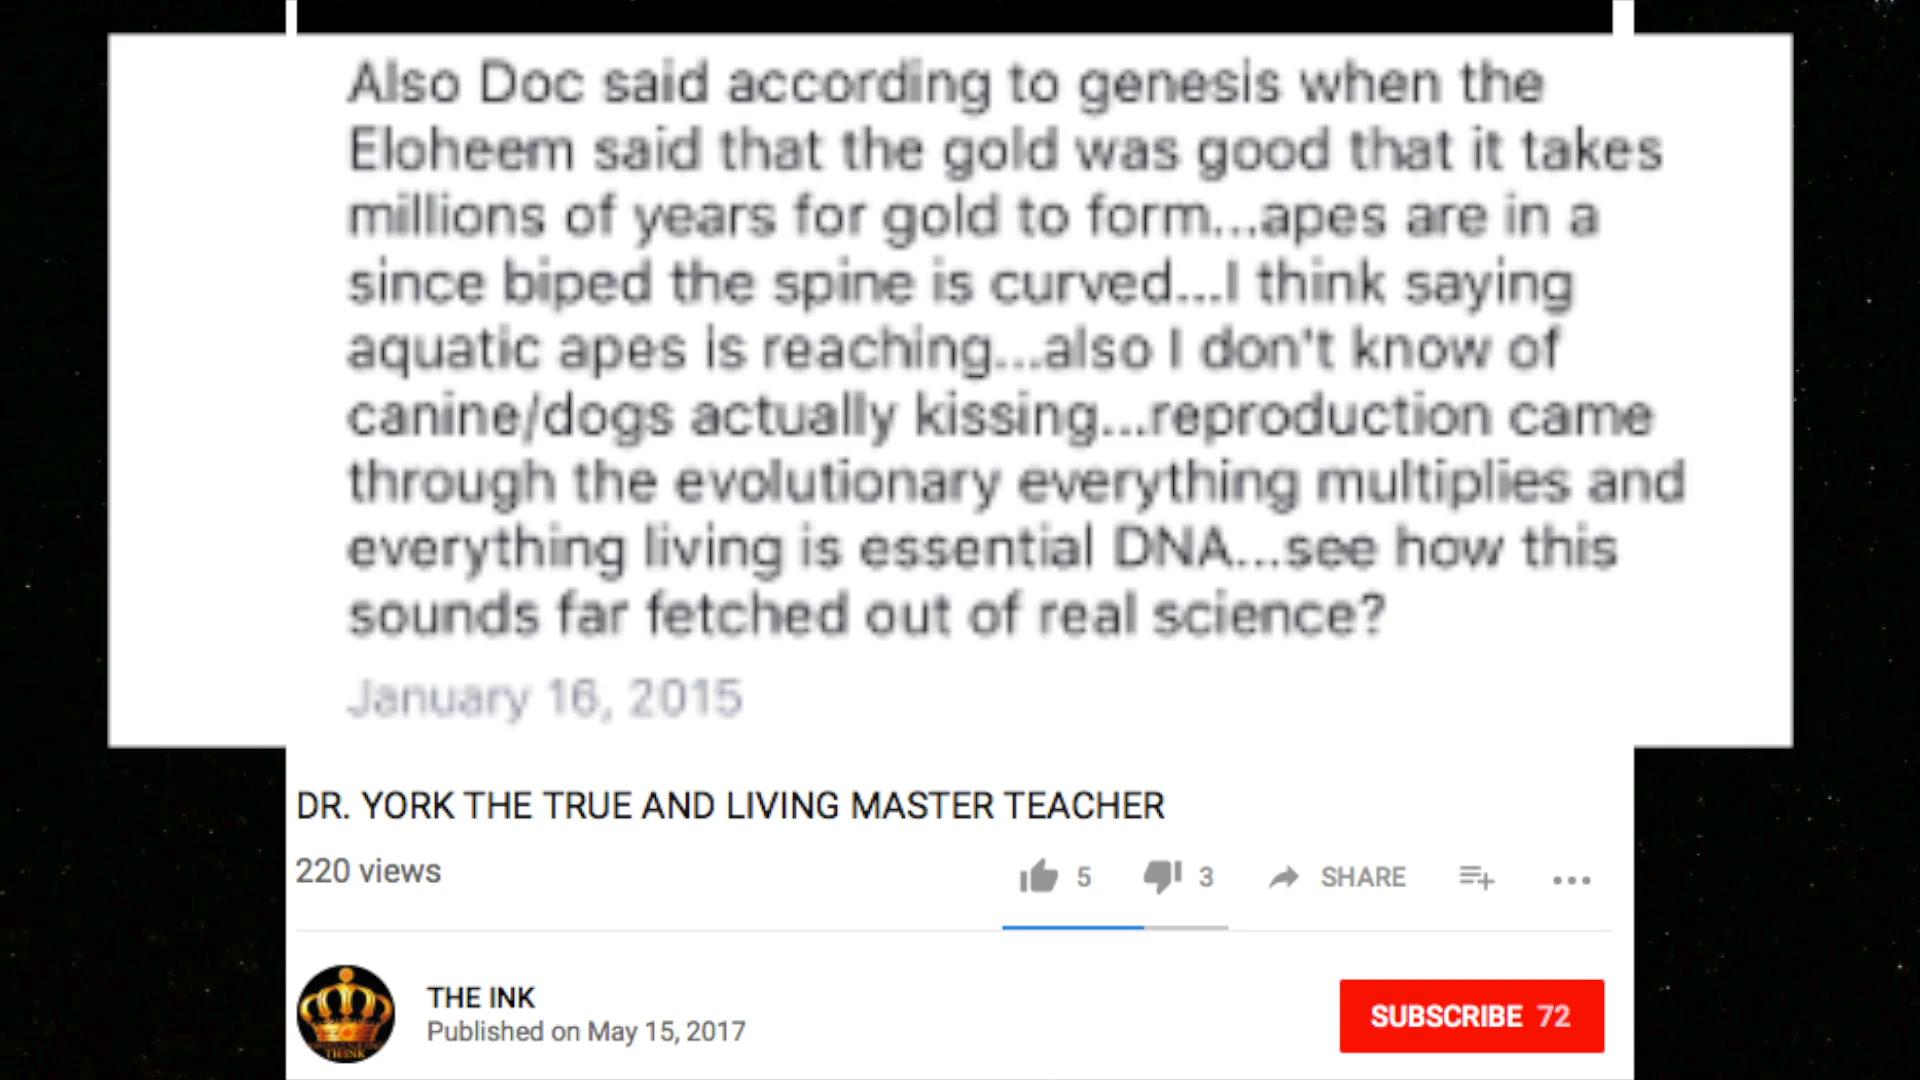 Also Doc said according to genesis when the
Eloheem said that the gold was good that it takes
millions of years for gold to form...apes are in a
since biped the spine is curved...I think saying
aquatic apes is reaching...also I don't know of
canine/dogs actually kissing...reproduction came
through the evolutionary everything multiplies and
everything living is essential DNA...see how this
sounds far fetched out of real science?
January 16, 2015
DR. YORK THE TRUE AND LIVING MASTER TEACHER
220 views
5
3
SHARE
THE INK
Published on May 15, 2017
SUBSCRIBE 72